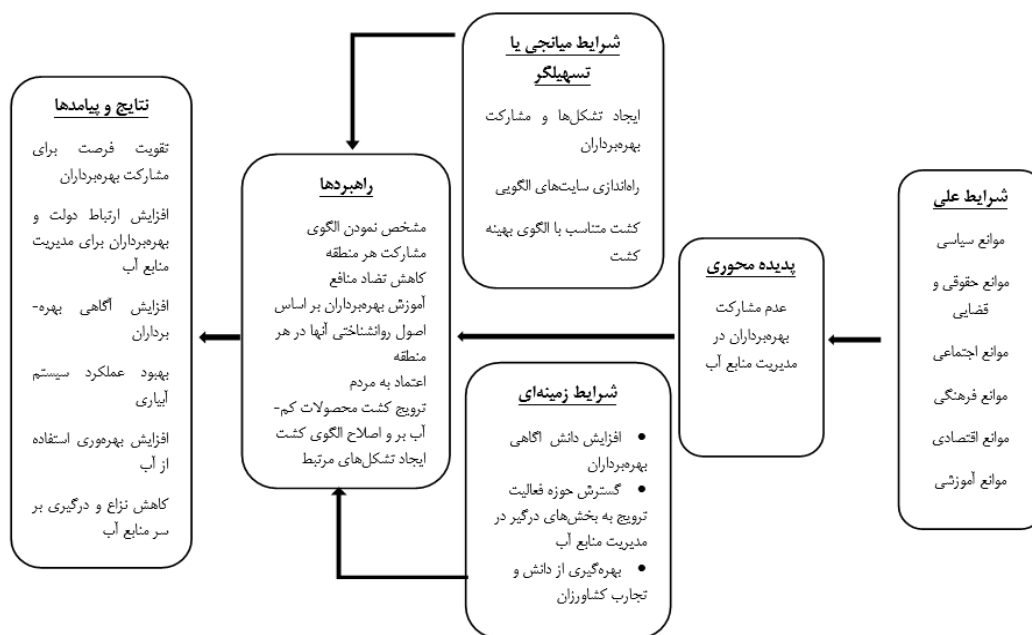 شرایط علی
موانع سیاسی
موانع حقوقی و
قضایی
موانع اجتماعی
موانع فرهنگی
موانع اقتصادی
موانع آموزشی
پدیده محوری
عدم مشارکت
بهره‌برداران در
مدیریت منابع آب
شرایط میانجی یا
تسهیلگر
ایجاد تشکل‌ها و مشارکت
بهره‌برداران
راه‌اندازی سایت‌های الگویی
کشت متناسب با الگوی بهینه
کشت
شرایط زمینه‌ای
• افزایش دانش آگاهی
بهره‌برداران
• گسترش حوزه فعالیت
ترویج به بخش‌های درگیر در
مدیریت منابع آب
• بهره‌گیری از دانش و
تجارب کشاورزان
راهبردها
مشخص نمودن الگوی
مشارکت هر منطقه
کاهش تضاد منافع
آموزش بهره‌برداران بر اساس
اصول روانشناختی آنها در هر
منطقه
اعتماد به مردم
ترویج کشت محصولات کم-
آب بر و اصلاح الگوی کشت
ایجاد تشکل‌های مرتبط
نتایج و پیامدها
تقویت فرصت برای
مشارکت بهره‌برداران
افزایش ارتباط دولت و
بهره‌برداران برای مدیریت
منابع آب
افزایش آگاهی بهره-
برداران
بهبود عملکرد سیستم
آبیاری
افزایش بهره‌وری استفاده
از آب
کاهش نزاع و درگیری بر
سر منابع آب